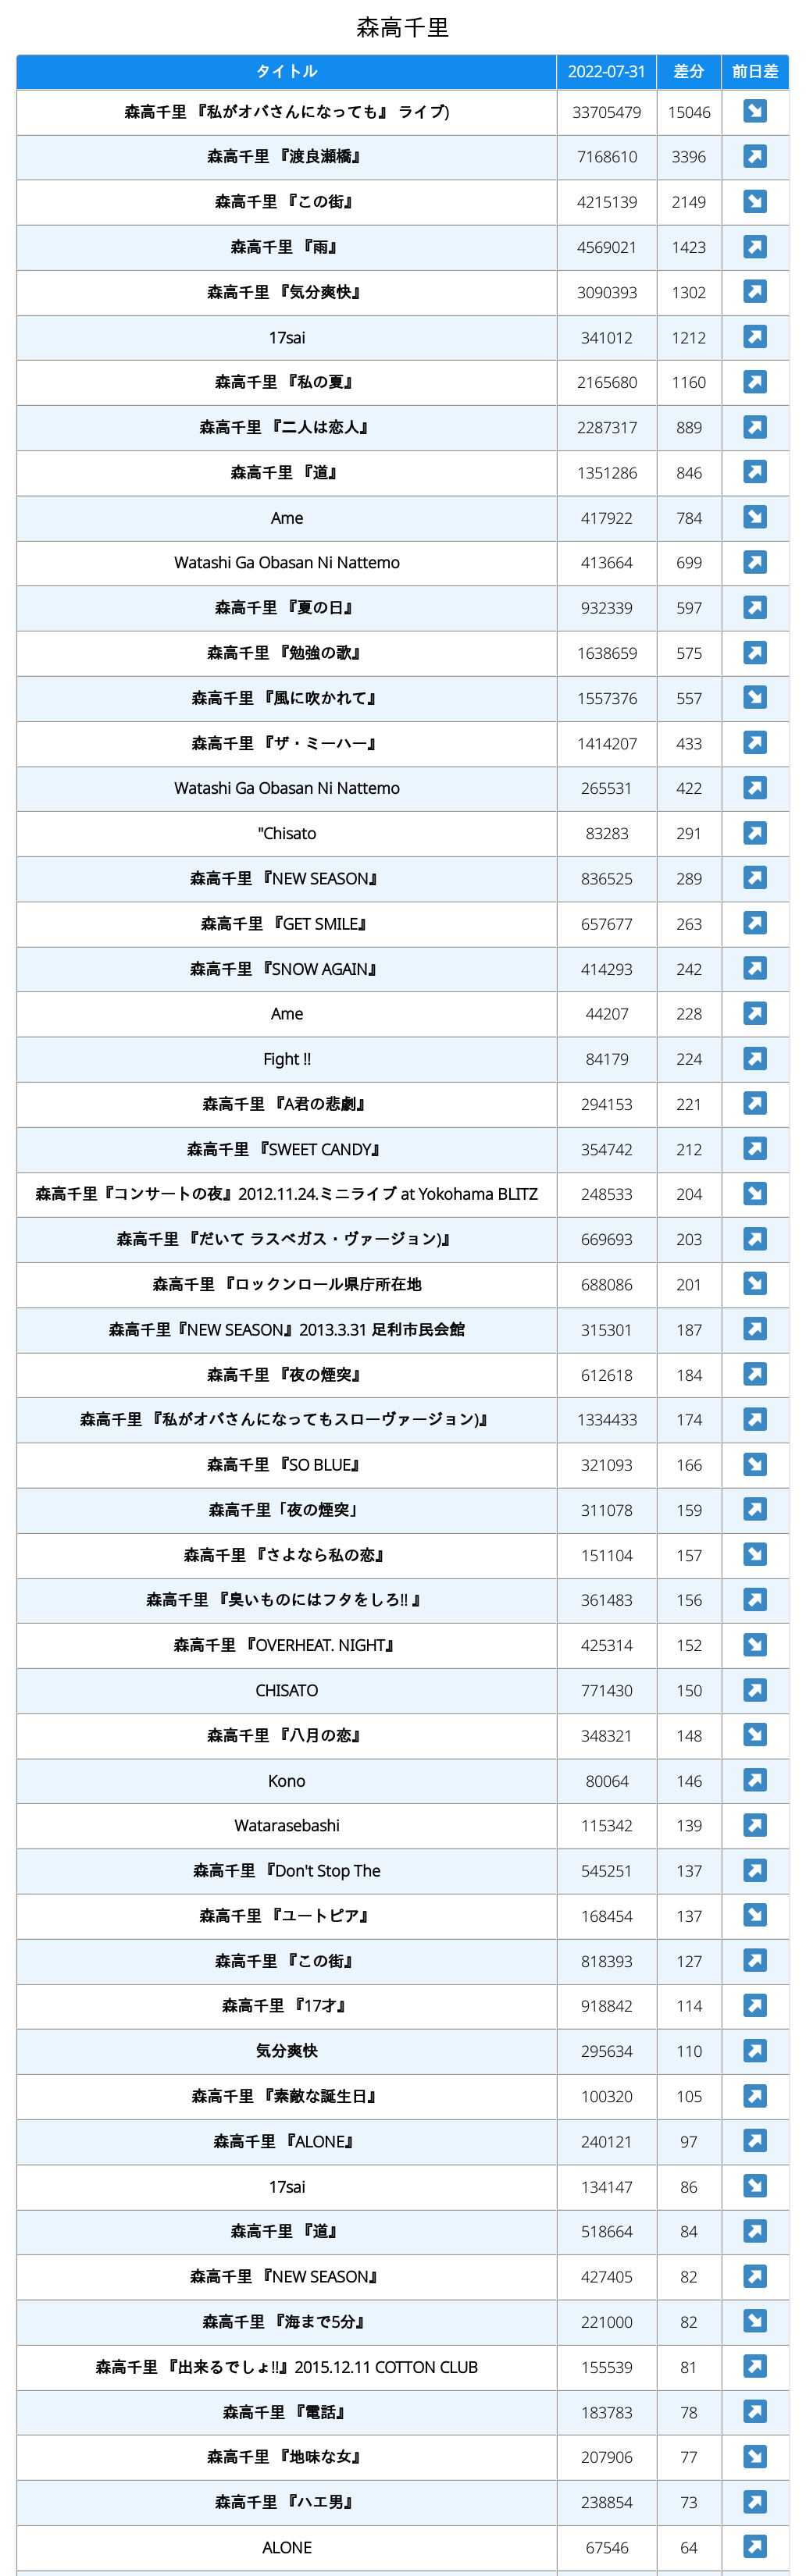 森高千里
タイトル 2022-07-31 差分 前日差
森高千里 『私がオバさんになっても』 ライブ) 33705479 15046
森高千里 『渡良瀬橋』 7168610 3396
森高千里 『この街』 4215139 2149
森高千里 『雨』 4569021 1423
森高千里 『気分爽快』 3090393 1302
17sai 341012 1212
森高千里 『私の夏』 2165680 1160
森高千里 『二人は恋人』 2287317 889
森高千里 『道』 1351286 846
Ame 417922 784
Watashi Ga Obasan Ni Nattemo 413664 699
森高千里 『夏の日』 932339 597
森高千里 『勉強の歌』 1638659 575
森高千里 『風に吹かれて』 1557376 557
森高千里 『ザ・ミーハー』 1414207 433
Watashi Ga Obasan Ni Nattemo 265531 422
"Chisato 83283 291
森高千里 『NEW SEASON』 836525 289
森高千里 『GET SMILE』 657677 263
森高千里 『SNOW AGAIN』 414293 242
Ame 44207 228
Fight !! 84179 224
森高千里 『A君の悲劇』 294153 221
森高千里 『SWEET CANDY』 354742 212
森高千里『コンサートの夜』2012.11.24.ミニライブ at Yokohama BLITZ 248533 204
森高千里 『だいて ラスベガス・ヴァージョン)』 669693 203
森高千里 『ロックンロール県庁所在地 688086 201
森高千里『NEW SEASON』2013.3.31 足利市民会館 315301 187
森高千里 『夜の煙突』 612618 184
森高千里 『私がオバさんになってもスローヴァージョン)』 1334433 174
森高千里 『SO BLUE』 321093 166
森高千里「夜の煙突」 311078 159
森高千里 『さよなら私の恋』 151104 157
森高千里 『臭いものにはフタをしろ!! 』 361483 156
森高千里 『OVERHEAT. NIGHT』 425314 152
CHISATO 771430 150
森高千里 『八月の恋』 348321 148
Kono 80064 146
Watarasebashi 115342 139
森高千里 『Don't Stop The 545251 137
森高千里 『ユートピア』 168454 137
森高千里 『この街』 818393 127
森高千里 『17才』 918842 114
気分爽快 295634 110
森高千里 『素敵な誕生日』 100320 105
森高千里 『ALONE』 240121 97
17sai 134147 86
森高千里 『道』 518664 84
森高千里 『NEW SEASON』 427405 82
森高千里 『海まで5分』 221000 82
森高千里 『出来るでしょ!!』2015.12.11 COTTON CLUB 155539 81
森高千里 『電話』 183783 78
森高千里 『地味な女』 207906 77
森高千里 『ハエ男』 238854 73
ALONE 67546 64